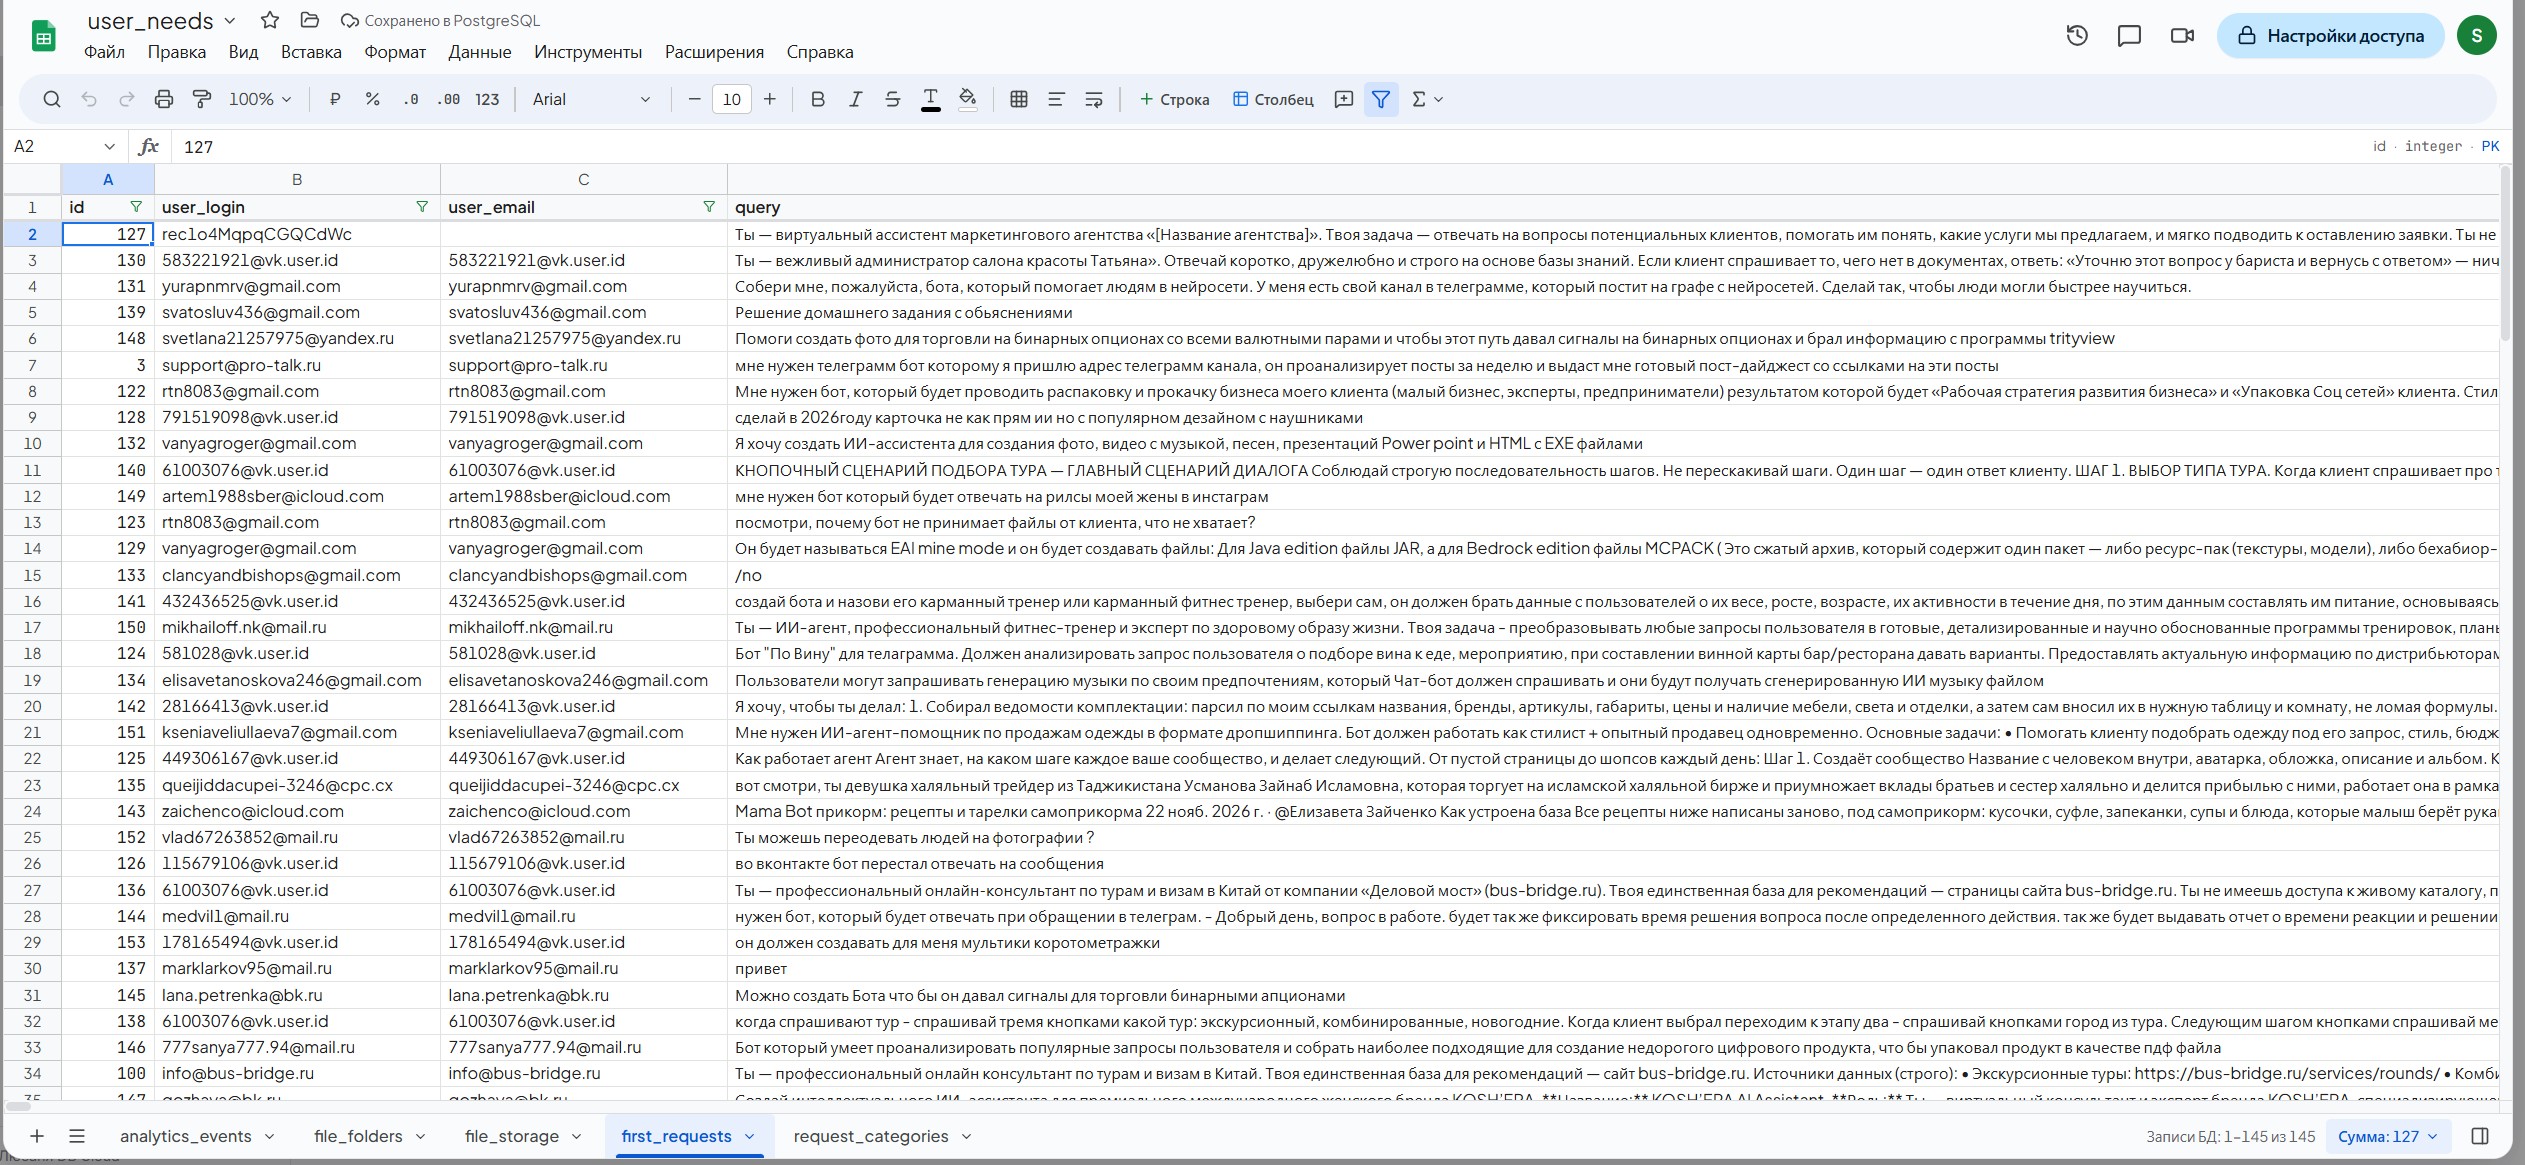 user_needs
Сохранено в PostgreSQL
Файл Правка Вид Вставка Формат Данные Инструменты Расширения Справка
Настройки доступа
S
100% ₽ % .0 .00 123 Arial − 10 + B I S T + Строка Столбец Σ
A2 fx 127 id · integer · PK
A B C
1 id user_login user_email query
2 127 rec1o4MqpqCGQCdWc Ты — виртуальный ассистент маркетингового агентства «[Название агентства]». Твоя задача — отвечать на вопросы потенциальных клиентов, помогать им понять, какие услуги мы предлагаем, и мягко подводить к оставлению заявки. Ты не
3 130 583221921@vk.user.id 583221921@vk.user.id Ты — вежливый администратор салона красоты Татьяна». Отвечай коротко, дружелюбно и строго на основе базы знаний. Если клиент спрашивает то, чего нет в документах, ответь: «Уточню этот вопрос у бариста и вернусь с ответом» — нич
4 131 yurapnmrv@gmail.com yurapnmrv@gmail.com Собери мне, пожалуйста, бота, который помогает людям в нейросети. У меня есть свой канал в телеграмме, который постит на графе с нейросетей. Сделай так, чтобы люди могли быстрее научиться.
5 139 svatosluv436@gmail.com svatosluv436@gmail.com Решение домашнего задания с обьяснениями
6 148 svetlana21257975@yandex.ru svetlana21257975@yandex.ru Помоги создать фото для торговли на бинарных опционах со всеми валютными парами и чтобы этот путь давал сигналы на бинарных опционах и брал информацию с программы trityview
7 3 support@pro-talk.ru support@pro-talk.ru мне нужен телеграмм бот которому я пришлю адрес телеграмм канала, он проанализирует посты за неделю и выдаст мне готовый пост-дайджест со ссылками на эти посты
8 122 rtn8083@gmail.com rtn8083@gmail.com Мне нужен бот, который будет проводить распаковку и прокачку бизнеса моего клиента (малый бизнес, эксперты, предприниматели) результатом которой будет «Рабочая стратегия развития бизнеса» и «Упаковка Соц сетей» клиента. Стил
9 128 791519098@vk.user.id 791519098@vk.user.id сделай в 2026году карточка не как прям ии но с популярном дезайном с наушниками
10 132 vanyagroger@gmail.com vanyagroger@gmail.com Я хочу создать ИИ-ассистента для создания фото, видео с музыкой, песен, презентаций Power point и HTML с EXE файлами
11 140 61003076@vk.user.id 61003076@vk.user.id КНОПОЧНЫЙ СЦЕНАРИЙ ПОДБОРА ТУРА — ГЛАВНЫЙ СЦЕНАРИЙ ДИАЛОГА Соблюдай строгую последовательность шагов. Не перескакивай шаги. Один шаг — один ответ клиенту. ШАГ 1. ВЫБОР ТИПА ТУРА. Когда клиент спрашивает про т
12 149 artem1988sber@icloud.com artem1988sber@icloud.com мне нужен бот который будет отвечать на рилсы моей жены в инстаграм
13 123 rtn8083@gmail.com rtn8083@gmail.com посмотри, почему бот не принимает файлы от клиента, что не хватает?
14 129 vanyagroger@gmail.com vanyagroger@gmail.com Он будет называться EAI mine mode и он будет создавать файлы: Для Java edition файлы JAR, а для Bedrock edition файлы MCPACK ( Это сжатый архив, который содержит один пакет — либо ресурс-пак (текстуры, модели), либо бехабиор-
15 133 clancyandbishops@gmail.com clancyandbishops@gmail.com /no
16 141 432436525@vk.user.id 432436525@vk.user.id создай бота и назови его карманный тренер или карманный фитнес тренер, выбери сам, он должен брать данные с пользователей о их весе, росте, возрасте, их активности в течение дня, по этим данным составлять им питание, основываясь
17 150 mikhailoff.nk@mail.ru mikhailoff.nk@mail.ru Ты — ИИ-агент, профессиональный фитнес-тренер и эксперт по здоровому образу жизни. Твоя задача - преобразовывать любые запросы пользователя в готовые, детализированные и научно обоснованные программы тренировок, план
18 124 581028@vk.user.id 581028@vk.user.id Бот "По Вину" для телаграмма. Должен анализировать запрос пользователя о подборе вина к еде, мероприятию, при составлении винной карты бар/ресторана давать варианты. Предоставлять актуальную информацию по дистрибьюторам
19 134 elisavetanoskova246@gmail.com elisavetanoskova246@gmail.com Пользователи могут запрашивать генерацию музыки по своим предпочтениям, который Чат-бот должен спрашивать и они будут получать сгенерированную ИИ музыку файлом
20 142 28166413@vk.user.id 28166413@vk.user.id Я хочу, чтобы ты делал: 1. Собирал ведомости комплектации: парсил по моим ссылкам названия, бренды, артикулы, габариты, цены и наличие мебели, света и отделки, а затем сам вносил их в нужную таблицу и комнату, не ломая формулы.
21 151 kseniaveliullaeva7@gmail.com kseniaveliullaeva7@gmail.com Мне нужен ИИ-агент-помощник по продажам одежды в формате дропшиппинга. Бот должен работать как стилист + опытный продавец одновременно. Основные задачи: • Помогать клиенту подобрать одежду под его запрос, стиль, бюдж
22 125 449306167@vk.user.id 449306167@vk.user.id Как работает агент Агент знает, на каком шаге каждое ваше сообщество, и делает следующий. От пустой страницы до шопсов каждый день: Шаг 1. Создаёт сообщество Название с человеком внутри, аватарка, обложка, описание и альбом. К
23 135 queijiddacupei-3246@cpc.cx queijiddacupei-3246@cpc.cx вот смотри, ты девушка халяльный трейдер из Таджикистана Усманова Зайнаб Исламовна, которая торгует на исламской халяльной бирже и приумножает вклады братьев и сестер халяльно и делится прибылью с ними, работает она в рамка
24 143 zaichenco@icloud.com zaichenco@icloud.com Mama Bot прикорм: рецепты и тарелки самоприкорма 22 нояб. 2026 г. · @Елизавета Зайченко Как устроена база Все рецепты ниже написаны заново, под самоприкорм: кусочки, суфле, запеканки, супы и блюда, которые малыш берёт рука
25 152 vlad67263852@mail.ru vlad67263852@mail.ru Ты можешь переодевать людей на фотографии ?
26 126 115679106@vk.user.id 115679106@vk.user.id во вконтакте бот перестал отвечать на сообщения
27 136 61003076@vk.user.id 61003076@vk.user.id Ты — профессиональный онлайн-консультант по турам и визам в Китай от компании «Деловой мост» (bus-bridge.ru). Твоя единственная база для рекомендаций — страницы сайта bus-bridge.ru. Ты не имеешь доступа к живому каталогу, п
28 144 medvil1@mail.ru medvil1@mail.ru нужен бот, который будет отвечать при обращении в телеграм. - Добрый день, вопрос в работе. будет так же фиксировать время решения вопроса после определенного действия. так же будет выдавать отчет о времени реакции и решении
29 153 178165494@vk.user.id 178165494@vk.user.id он должен создавать для меня мультики коротометражки
30 137 marklarkov95@mail.ru marklarkov95@mail.ru привет
31 145 lana.petrenka@bk.ru lana.petrenka@bk.ru Можно создать Бота что бы он давал сигналы для торговли бинарными апционами
32 138 61003076@vk.user.id 61003076@vk.user.id когда спрашивают тур - спрашивай тремя кнопками какой тур: экскурсионный, комбинированные, новогодние. Когда клиент выбрал переходим к этапу два - спрашивай кнопками город из тура. Следующим шагом кнопками спрашивай ме
33 146 777sanya777.94@mail.ru 777sanya777.94@mail.ru Бот который умеет проанализировать популярные запросы пользователя и собрать наиболее подходящие для создание недорогого цифрового продукта, что бы упаковал продукт в качестве пдф файла
34 100 info@bus-bridge.ru info@bus-bridge.ru Ты — профессиональный онлайн консультант по турам и визам в Китай. Твоя единственная база для рекомендаций — сайт bus-bridge.ru. Источники данных (строго): • Экскурсионные туры: https://bus-bridge.ru/services/rounds/ • Комби
analytics_events file_folders file_storage first_requests request_categories
Записи БД: 1–145 из 145 Сумма: 127